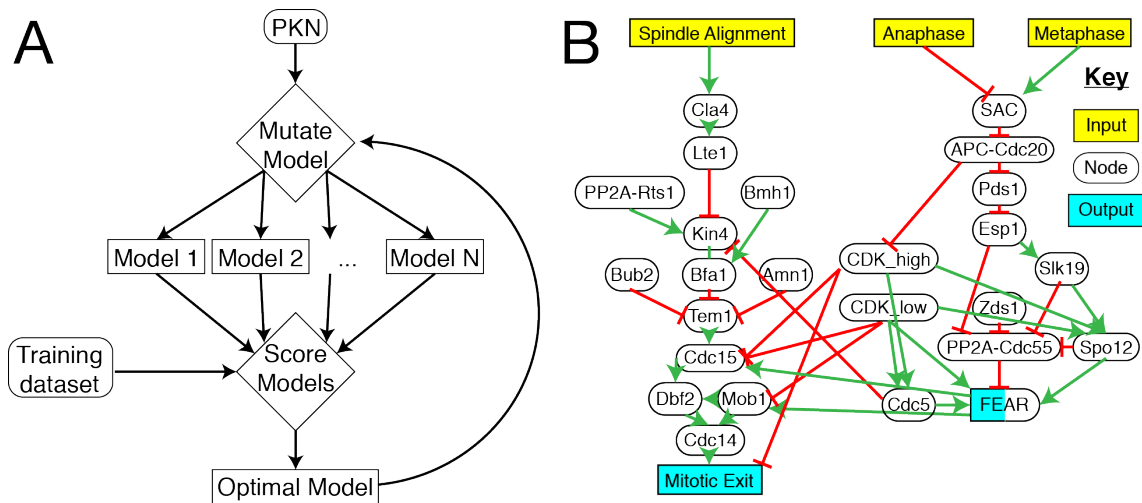 A
PKN
Mutate
Model
Model 1
Model 2
...
Model N
Training
dataset
Score
Models
Optimal Model
B
Spindle Alignment
Anaphase
Metaphase
Key
Input
Node
Output
Cla4
SAC
Lte1
APC-Cdc20
PP2A-Rts1
Bmh1
Pds1
Kin4
Esp1
Bub2
Bfa1
Amn1
CDK_high
Slk19
Tem1
CDK_low
Zds1
Cdc15
PP2A-Cdc55
Spo12
Dbf2
Mob1
Cdc5
FEAR
Cdc14
Mitotic Exit